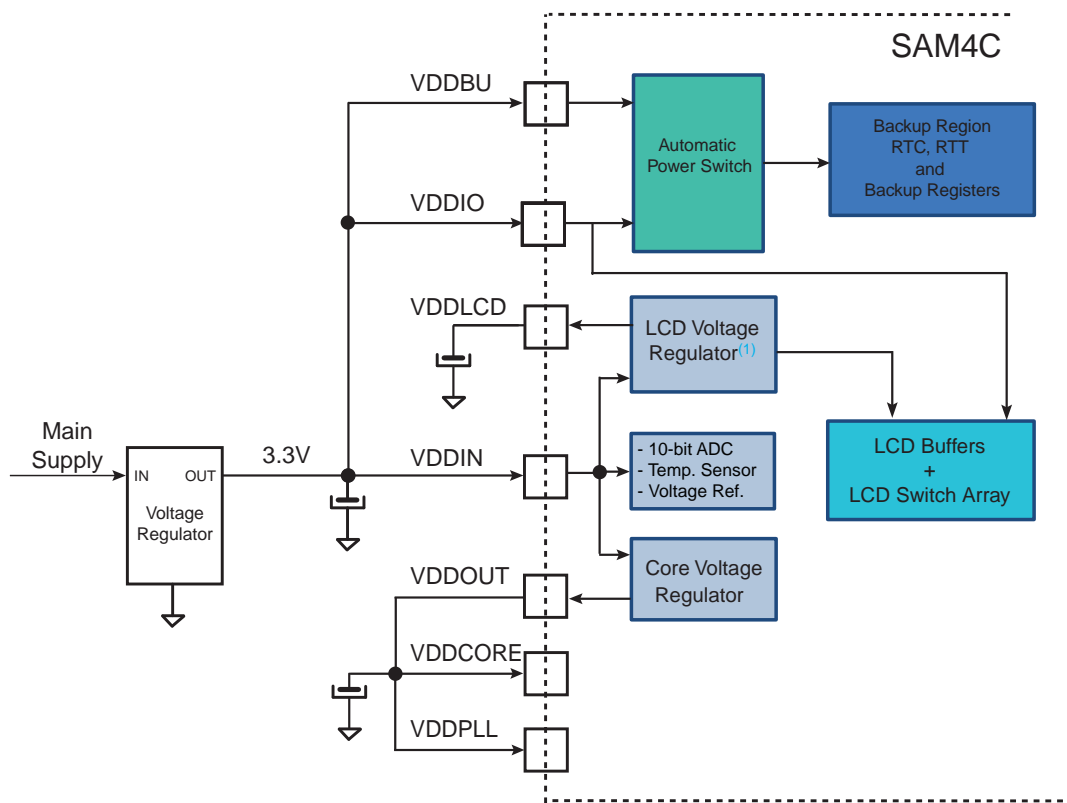 SAM4C
VDDBU
Automatic
Power Switch
Backup Region
RTC, RTT
and
Backup Registers
VDDIO
VDDLCD
LCD Voltage
Regulator(1)
Main
Supply
IN
OUT
Voltage
Regulator
3.3V
VDDIN
- 10-bit ADC
- Temp. Sensor
- Voltage Ref.
LCD Buffers
+
LCD Switch Array
VDDOUT
Core Voltage
Regulator
VDDCORE
VDDPLL